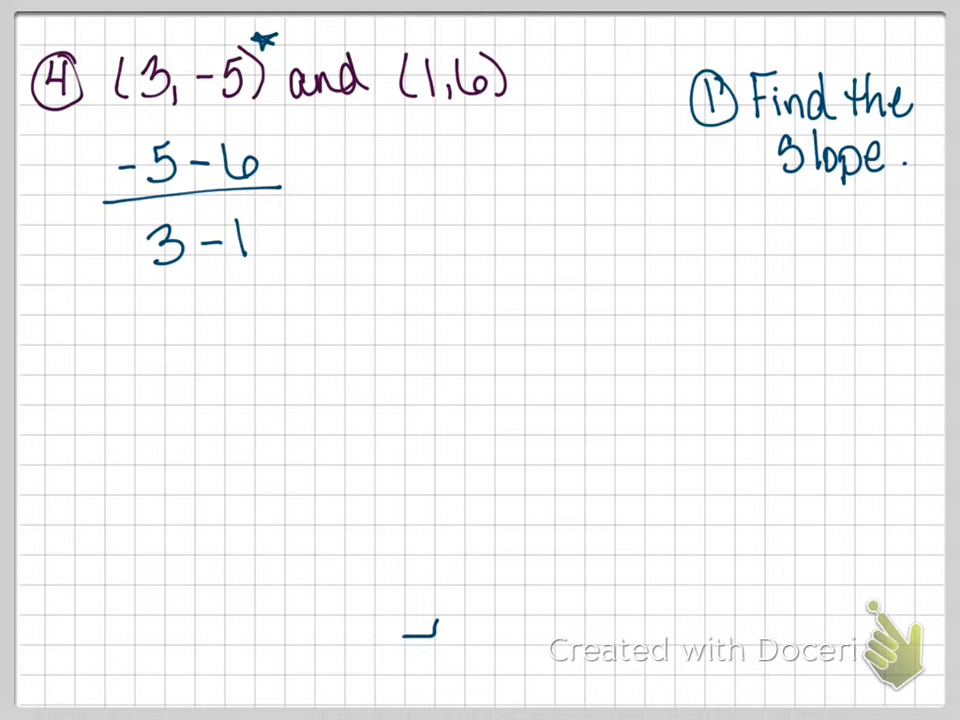 ④ (3, -5)* and (1, 6)
① Find the
slope.
-5 - 6
3 - 1
Created with Doceri